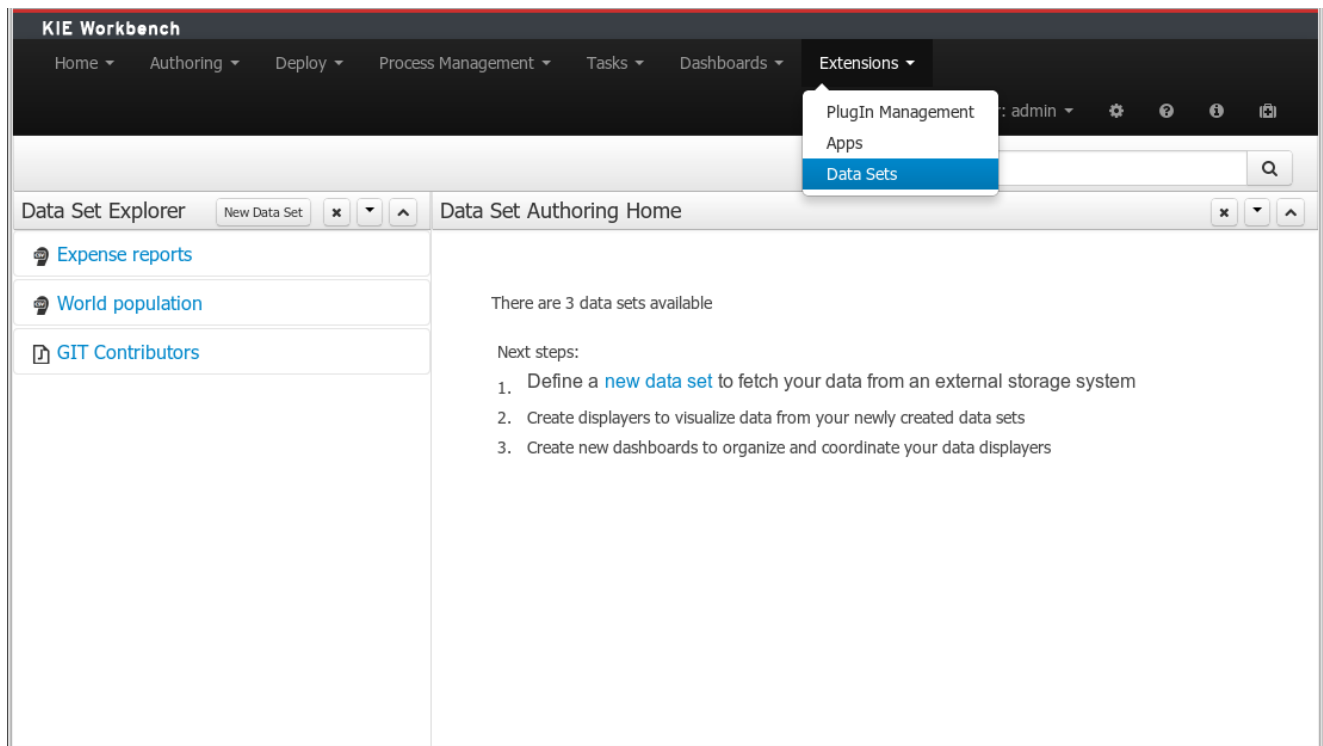 KIE Workbench
Home Authoring Deploy Process Management Tasks Dashboards Extensions
PlugIn Management
: admin
Apps
Data Sets
Data Set Explorer New Data Set Data Set Authoring Home
Expense reports
World population
GIT Contributors
There are 3 data sets available
Next steps:
1. Define a new data set to fetch your data from an external storage system
2. Create displayers to visualize data from your newly created data sets
3. Create new dashboards to organize and coordinate your data displayers